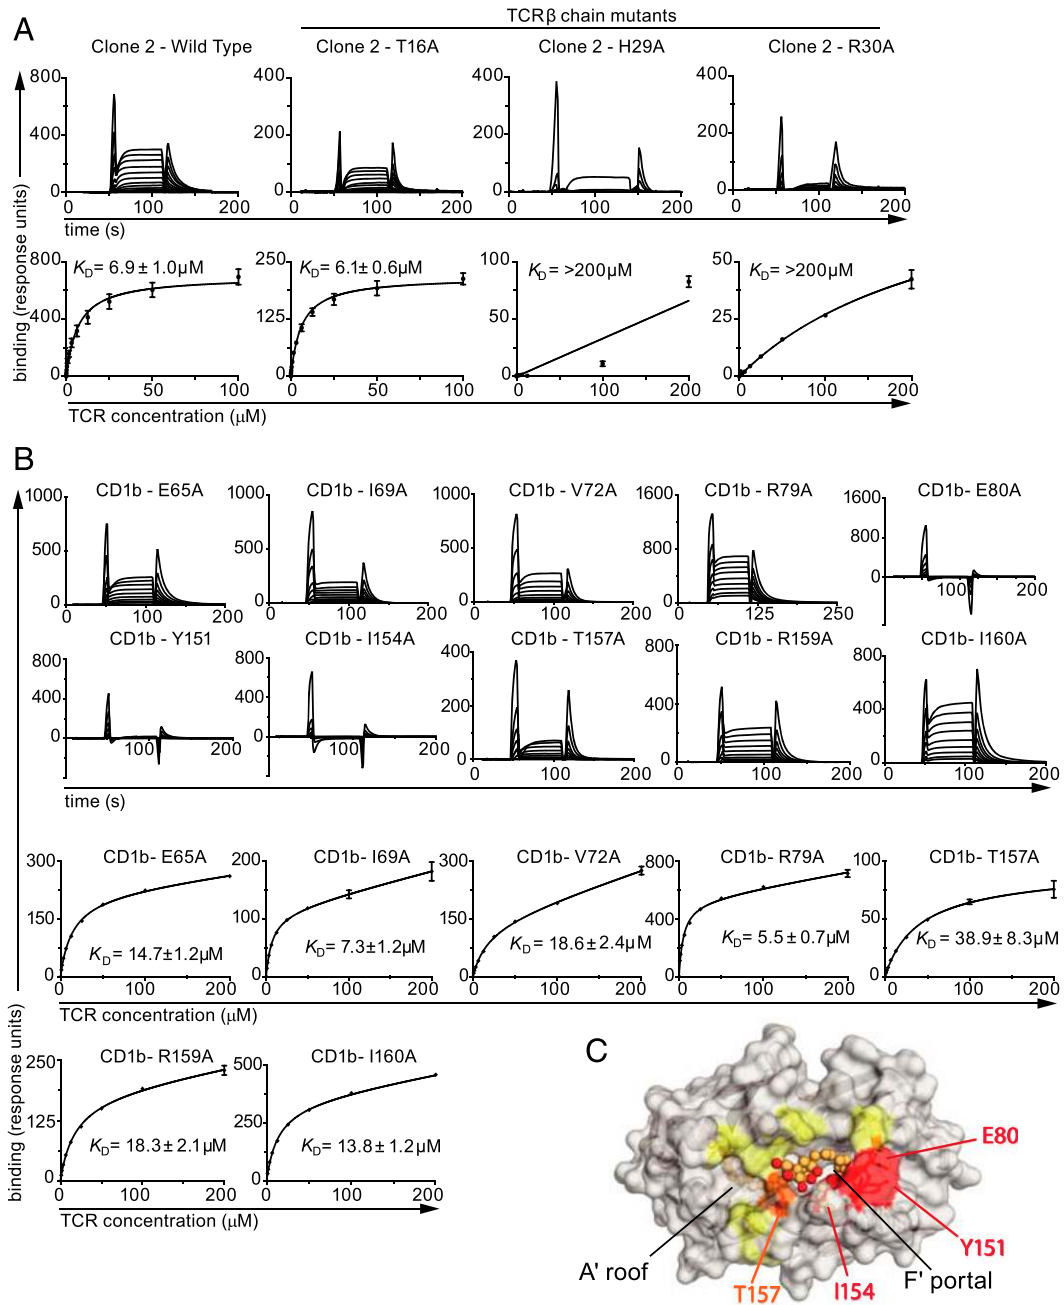 A
TCRβ chain mutants
Clone 2 - Wild Type
Clone 2 - T16A
Clone 2 - H29A
Clone 2 - R30A
800 400 0
400 200 0
400 200 0
400 200 0
0 100 200
0 100 200
0 100 200
0 100 200
time (s)
binding (response units)
800 400 0
250 125 0
100 50 0
50 25 0
KD= 6.9 ± 1.0µM
KD= 6.1± 0.6µM
KD= >200µM
KD= >200µM
0 50 100
0 50 100
0 100 200
0 100 200
TCR concentration (µM)
B
CD1b - E65A
CD1b - I69A
CD1b - V72A
CD1b - R79A
CD1b- E80A
1000 500 0
1000 500 0
1000 500 0
1600 800 0
1600 800 0
0 100 200
0 100 200
0 100 200
0 125 250
100 200
CD1b - Y151
CD1b - I154A
CD1b - T157A
CD1b - R159A
CD1b- I160A
800 400 0
800 400 0
400 200 0
800 400 0
800 400 0
100 200
100 200
0 100 200
0 100 200
0 100 200
time (s)
CD1b- E65A
CD1b- I69A
CD1b- V72A
CD1b- R79A
CD1b- T157A
300 150 0
200 100 0
300 150 0
800 400 0
100 50 0
KD = 14.7±1.2µM
KD = 7.3±1.2µM
KD = 18.6±2.4µM
KD = 5.5±0.7µM
KD = 38.9±8.3µM
0 100 200
0 100 200
0 100 200
0 100 200
0 100 200
TCR concentration (µM)
binding (response units)
CD1b- R159A
CD1b- I160A
250 125 0
500 250 0
KD = 18.3±2.1µM
KD = 13.8±1.2µM
0 100 200
0 100 200
TCR concentration (µM)
C
E80
Y151
A' roof
T157
I154
F' portal